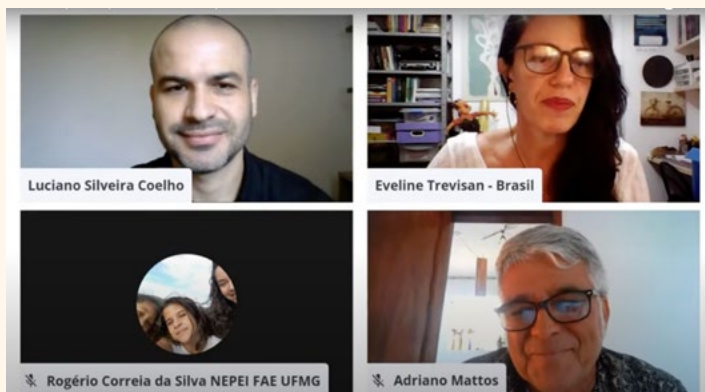 Luciano Silveira Coelho
Eveline Trevisan - Brasil
Rogério Correia da Silva NEPEI FAE UFMG
Adriano Mattos